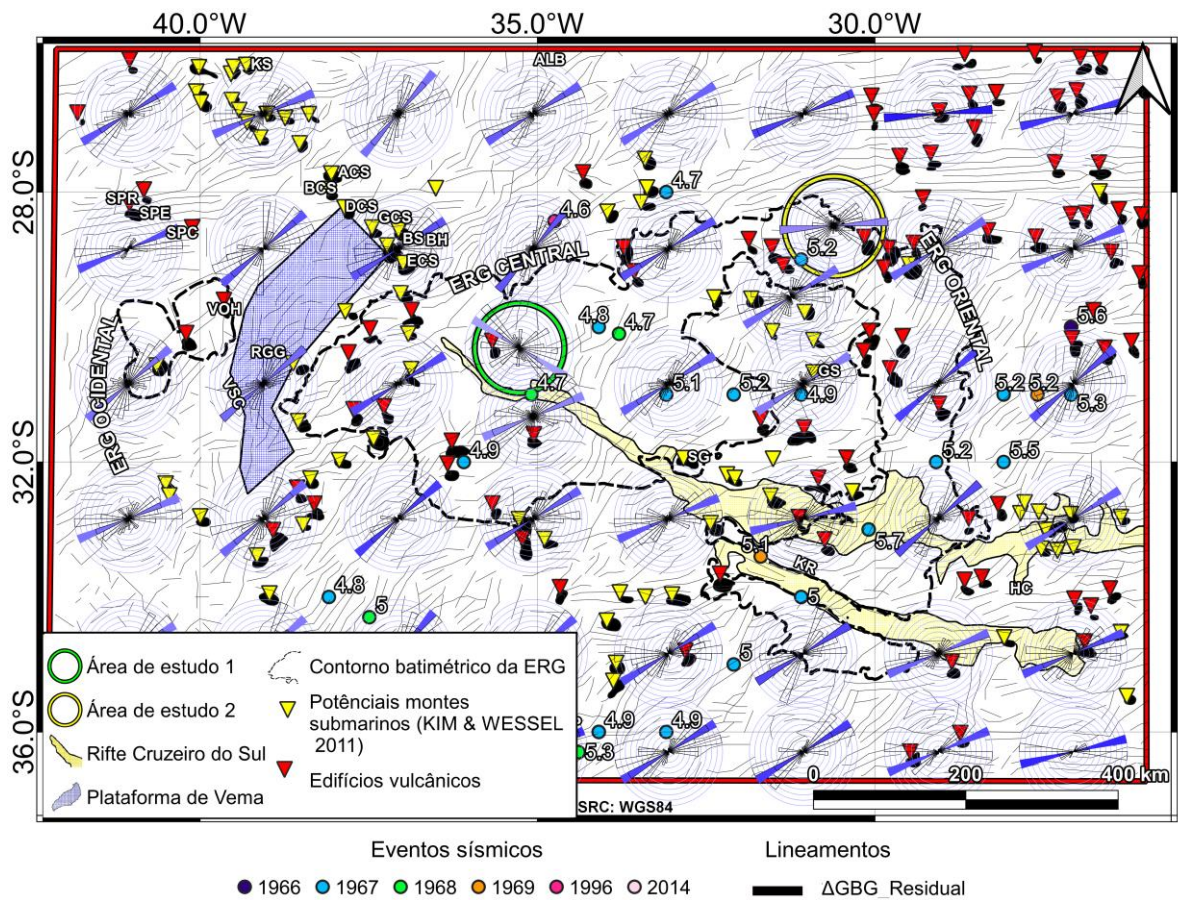 40.0°W 35.0°W 30.0°W
28.0°S
32.0°S
36.0°S
KS
ALB
ACS
BCS
SPR
SPE
DCS
SPC
GCS
BS
BH
ECS
4.7
4.6
5.2
ERG CENTRAL
ERG ORIENTAL
ERG OCIDENTAL
VOH
4.8
4.7
5.6
RGG
VSC
4.7
5.1
5.2
GS
4.9
5.2
5.2
5.3
4.9
SG
5.2
5.5
5.1
5.7
KR
HC
4.8
5
5
5
4.9
4.9
5.3
Área de estudo 1
Área de estudo 2
Rifte Cruzeiro do Sul
Plataforma de Vema
Contorno batimétrico da ERG
Potênciais montes
submarinos (KIM & WESSEL
2011)
Edifícios vulcânicos
0 200 400 km
SRC: WGS84
Eventos sísmicos
1966 1967 1968 1969 1996 2014
Lineamentos
ΔGBG_Residual